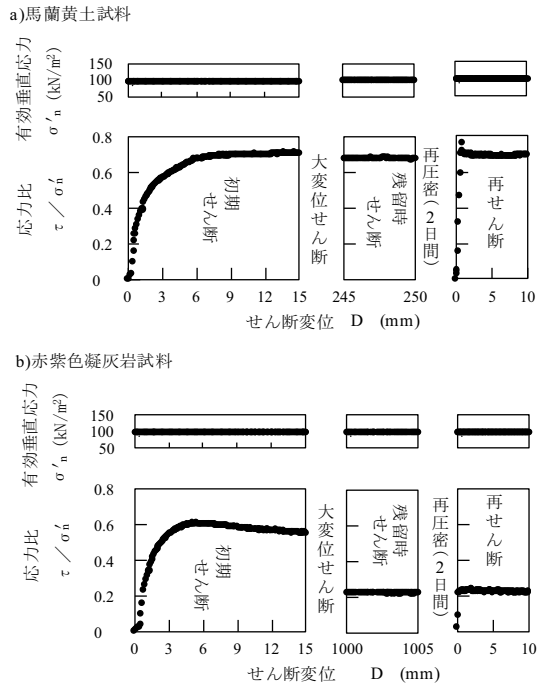 a)馬蘭黄土試料
有効垂直応力
σ'n (kN/m²)
150
100
50
応力比
τ/σ'n
0.8
0.6
0.4
0.2
0
初期
せん断
大変位せん断
残留時
せん断
再圧密(2日間)
再せん断
0 3 6 9 12 15
245 250
0 10
せん断変位 D (mm)
b)赤紫色凝灰岩試料
有効垂直応力
σ'n (kN/m²)
150
100
50
応力比
τ/σ'n
0.8
0.6
0.4
0.2
0
初期
せん断
大変位せん断
残留時
せん断
再圧密(2日間)
再せん断
0 3 6 9 12 15
1000 1005
0 10
せん断変位 D (mm)